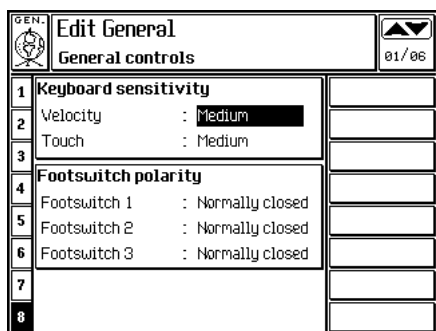 GEN.
Edit General
General controls
01/06
1
2
3
4
5
6
7
8
Keyboard sensitivity
Velocity : Medium
Touch : Medium
Footswitch polarity
Footswitch 1 : Normally closed
Footswitch 2 : Normally closed
Footswitch 3 : Normally closed